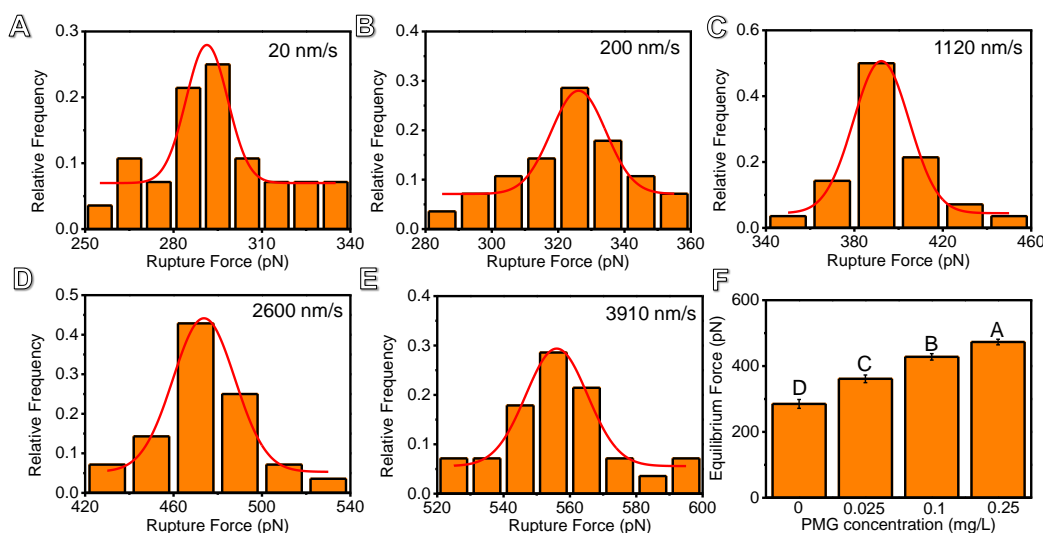 A
20 nm/s
Relative Frequency
0.3
0.2
0.1
0.0
250 280 310 340
Rupture Force (pN)
B
200 nm/s
Relative Frequency
0.4
0.3
0.2
0.1
0.0
280 300 320 340 360
Rupture Force (pN)
C
1120 nm/s
Relative Frequency
0.6
0.4
0.2
0.0
340 380 420 460
Rupture Force (pN)
D
2600 nm/s
Relative Frequency
0.5
0.4
0.3
0.2
0.1
0.0
420 460 500 540
Rupture Force (pN)
E
3910 nm/s
Relative Frequency
0.4
0.3
0.2
0.1
0.0
520 540 560 580 600
Rupture Force (pN)
F
Equilibrium Force (pN)
600
400
200
0
D C B A
0 0.025 0.1 0.25
PMG concentration (mg/L)